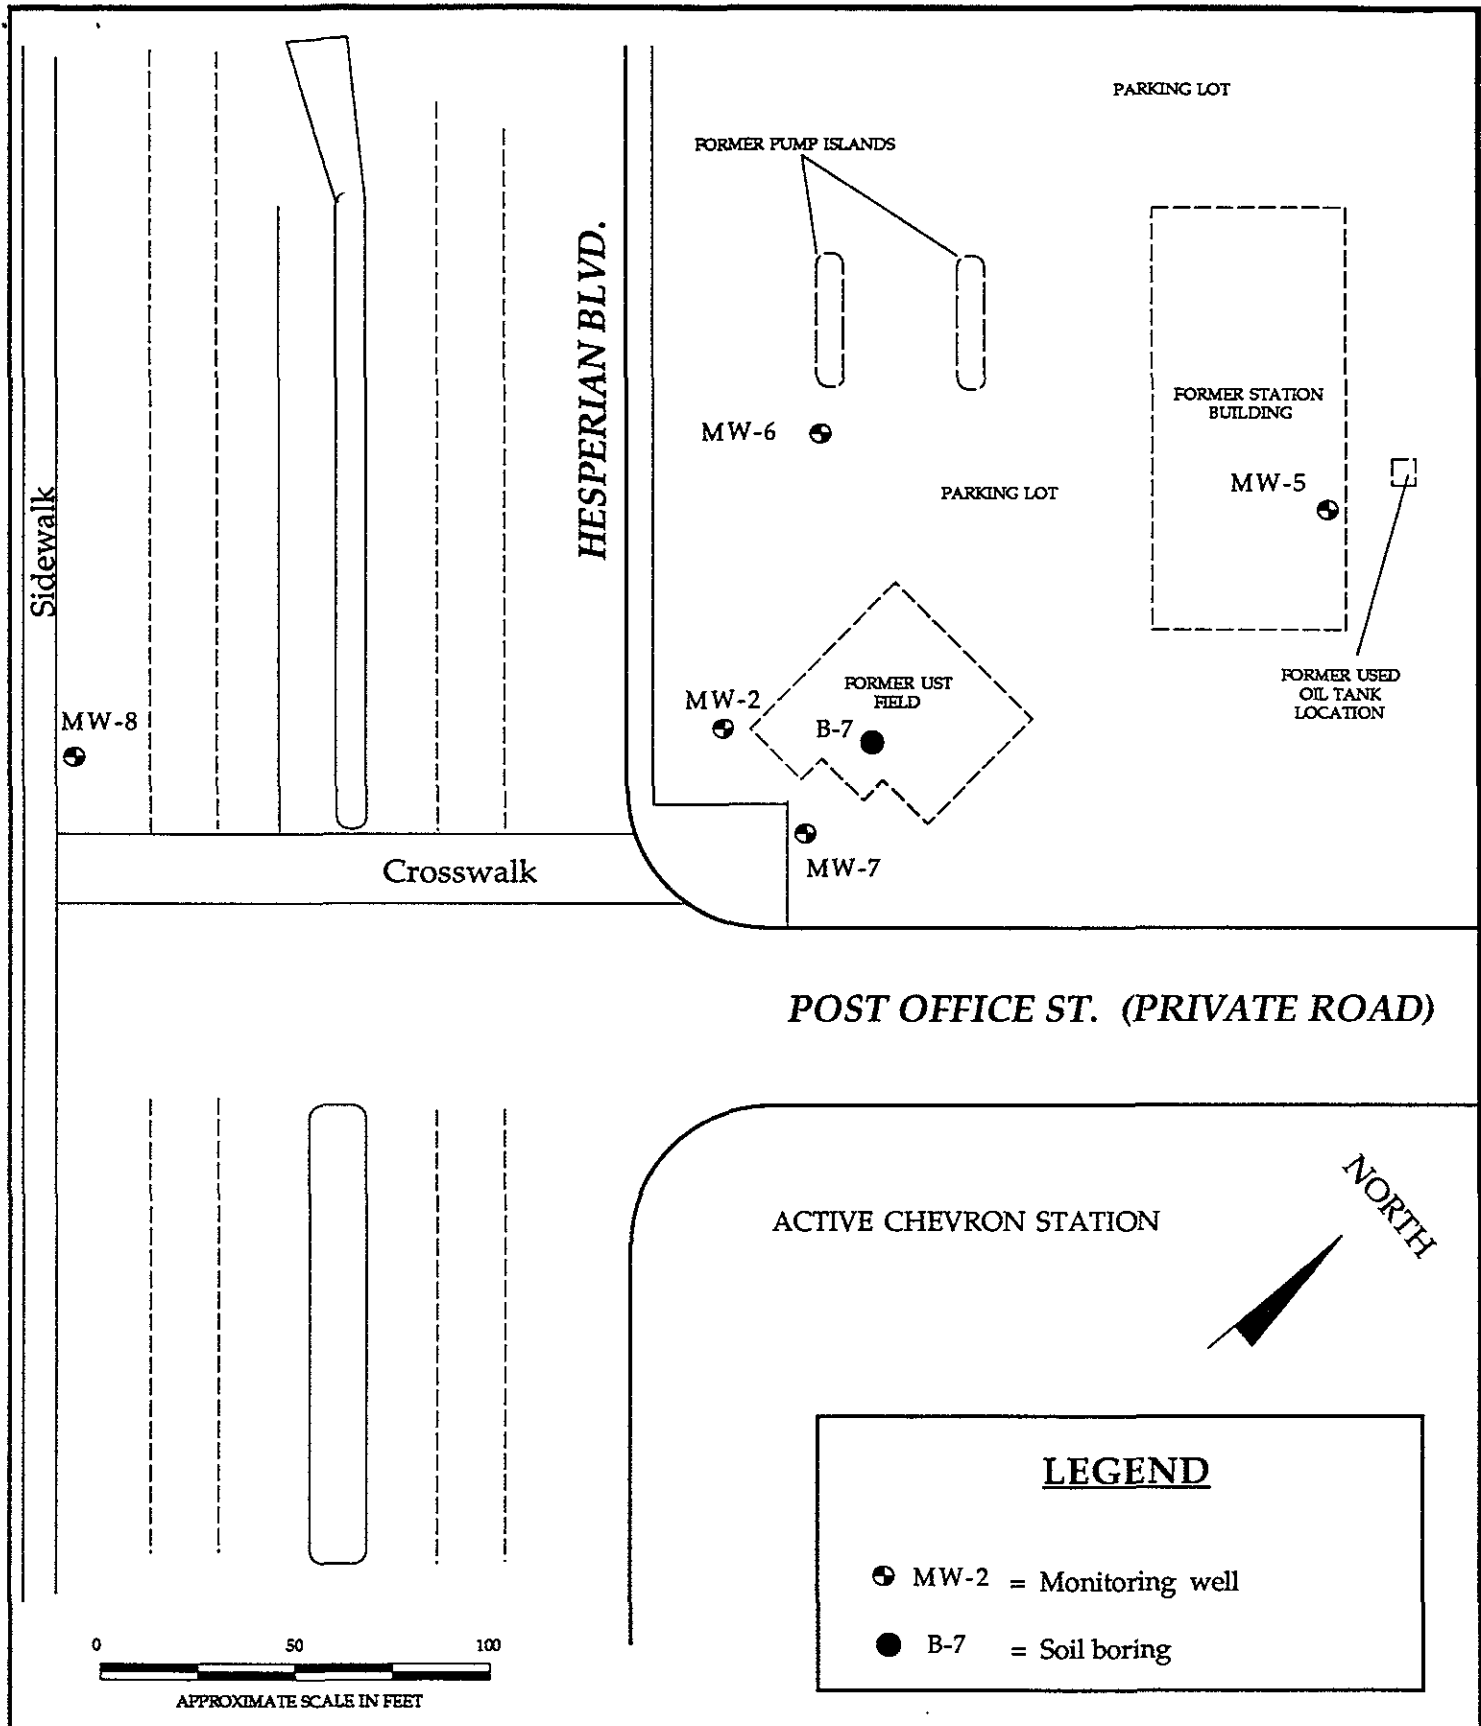 PARKING LOT
FORMER PUMP ISLANDS
HESPERIAN BLVD.
FORMER STATION
BUILDING
MW-6
MW-5
PARKING LOT
Sidewalk
FORMER UST
FIELD
FORMER USED
OIL TANK
LOCATION
MW-2
MW-8
B-7
Crosswalk
MW-7
POST OFFICE ST. (PRIVATE ROAD)
NORTH
ACTIVE CHEVRON STATION
LEGEND
MW-2 = Monitoring well
B-7 = Soil boring
0 50 100
APPROXIMATE SCALE IN FEET